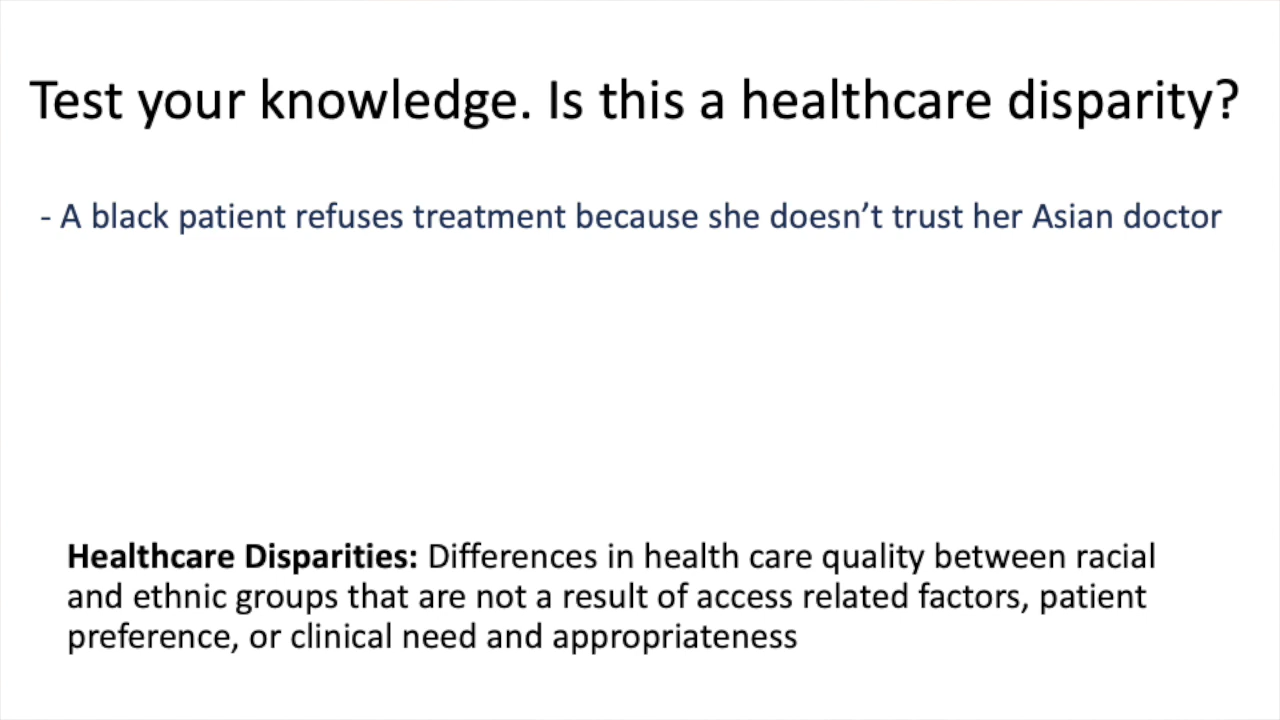 Test your knowledge. Is this a healthcare disparity?
- A black patient refuses treatment because she doesn’t trust her Asian doctor
Healthcare Disparities: Differences in health care quality between racial
and ethnic groups that are not a result of access related factors, patient
preference, or clinical need and appropriateness